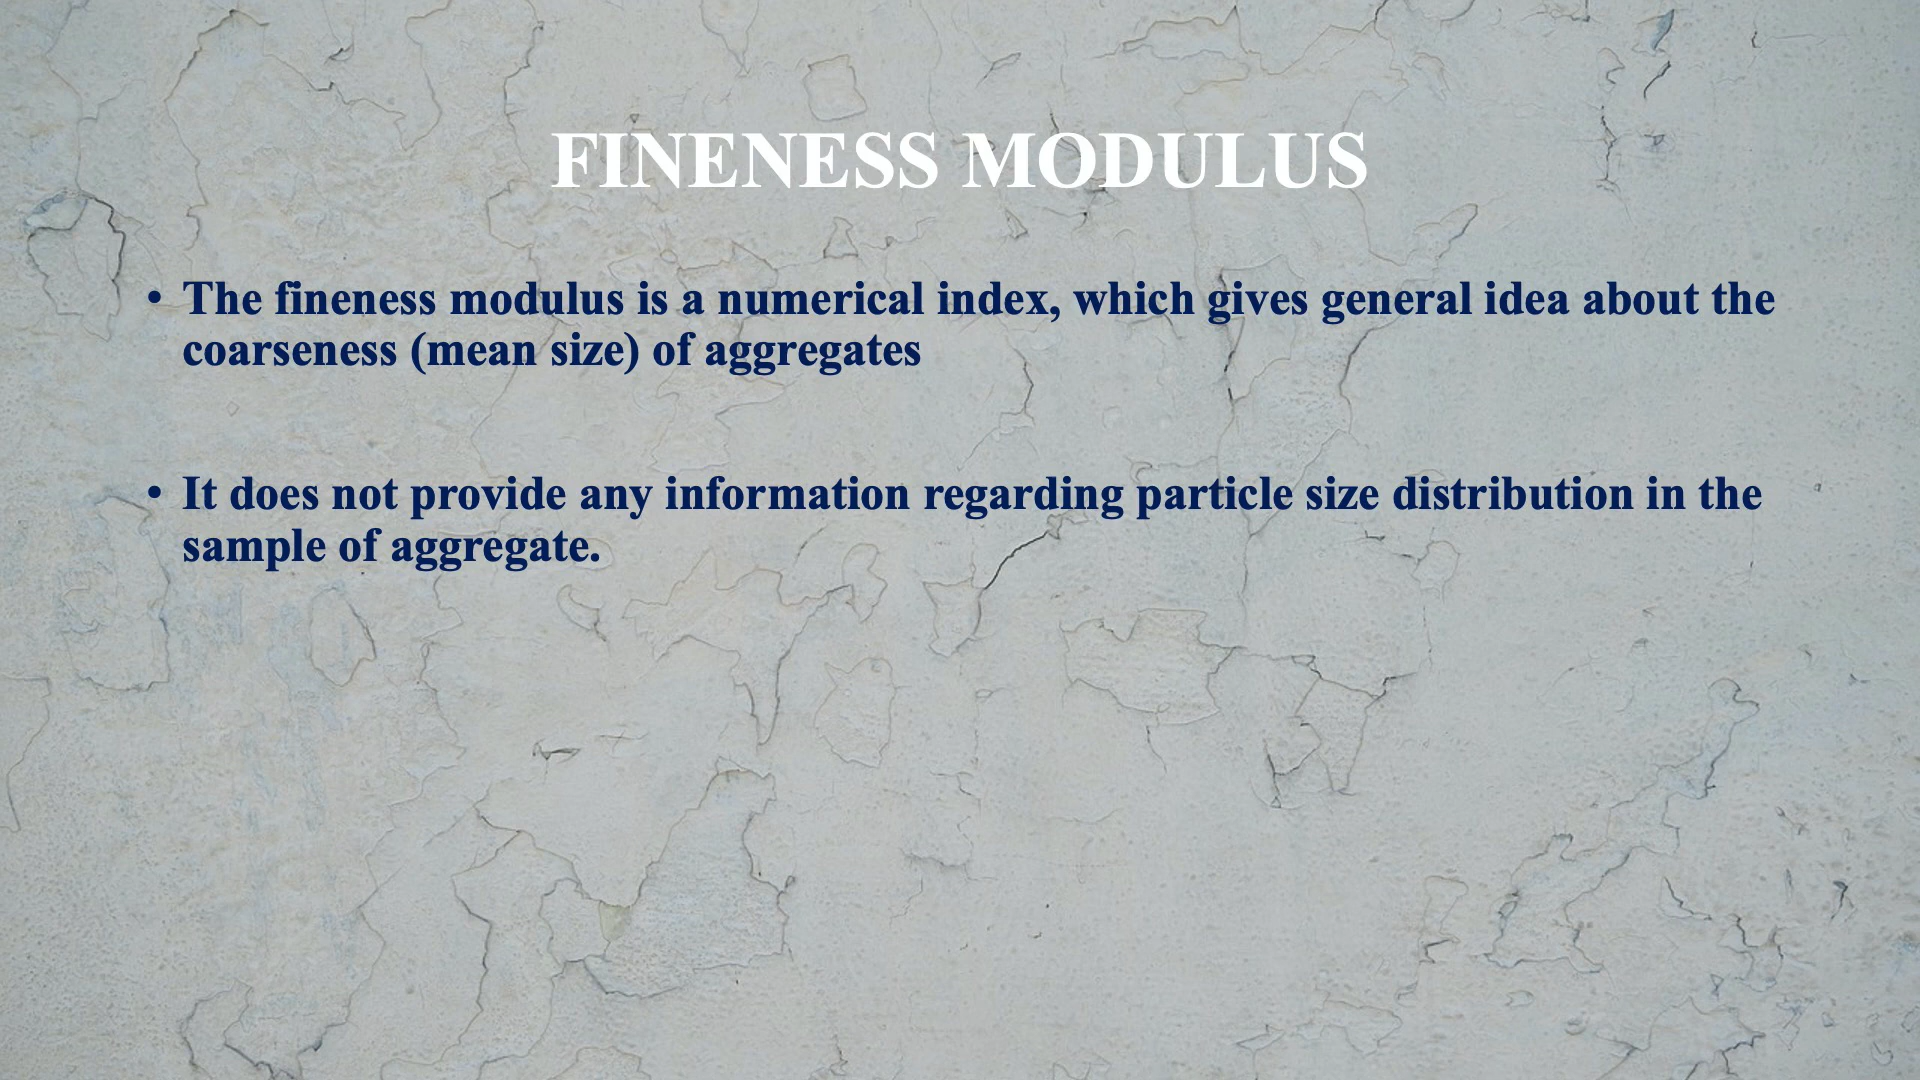 FINENESS MODULUS
• The fineness modulus is a numerical index, which gives general idea about the
coarseness (mean size) of aggregates
• It does not provide any information regarding particle size distribution in the
sample of aggregate.